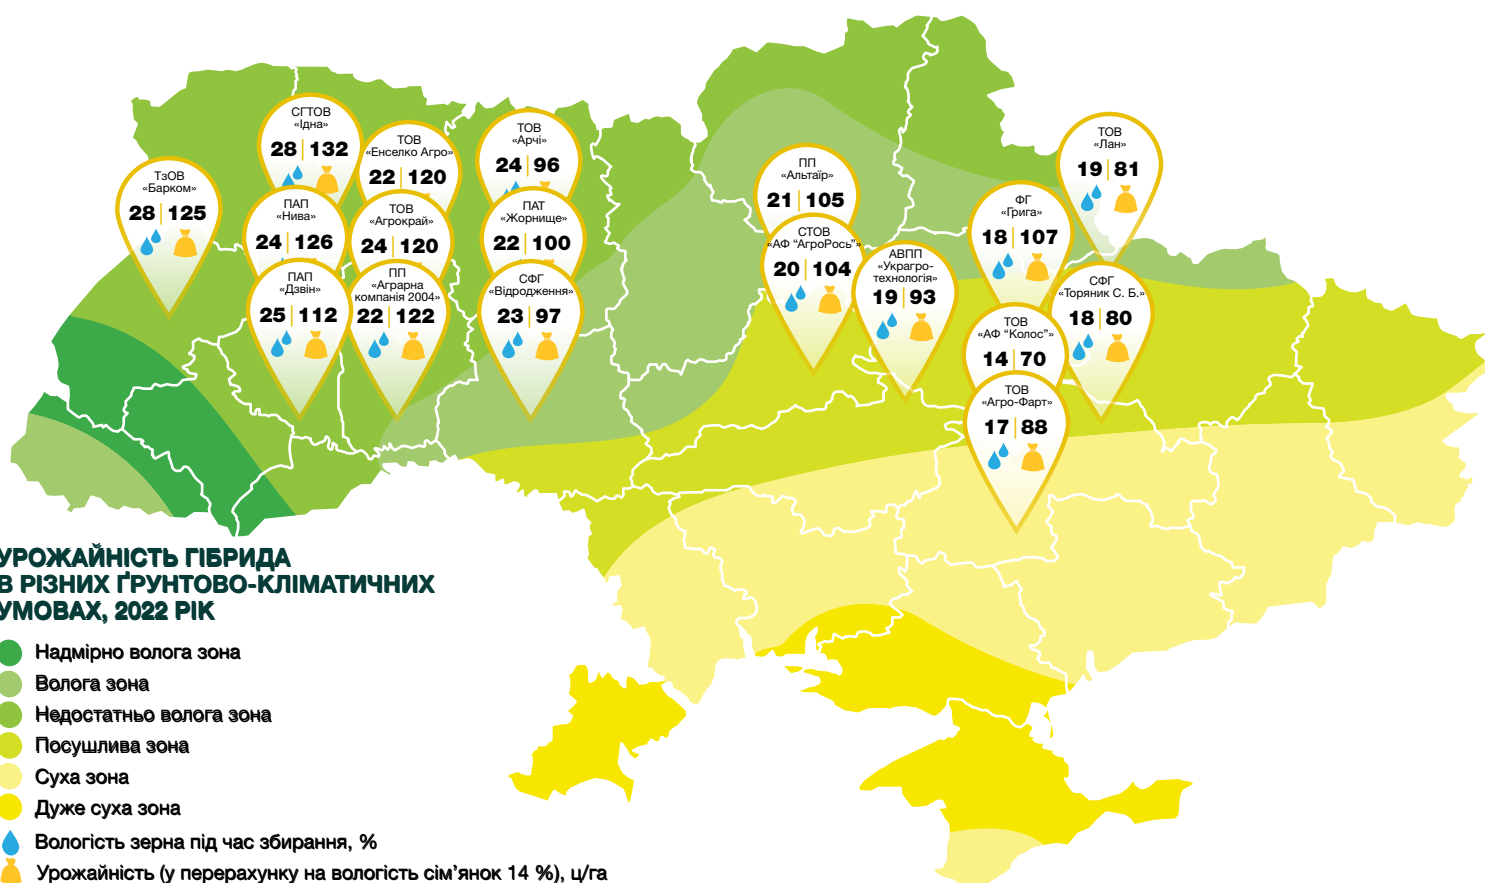 СГТОВ
«Ідна»
28 132
ТОВ
«Енселко Агро»
22 120
ТОВ
«Арчі»
24 96
ТОВ
«Лан»
19 81
ТзОВ
«Барком»
28 125
ПП
«Альтаїр»
21 105
ПАП
«Нива»
24 126
ТОВ
«Агрокрай»
24 120
ПАТ
«Жорнище»
22 100
ФГ
«Грига»
18 107
СТОВ
«АФ “АгроРось”»
20 104
АВПП
«Украгро-
технологія»
19 93
ПАП
«Дзвін»
25 112
ПП
«Аграрна
компанія 2004»
22 122
СФГ
«Відродження»
23 97
СФГ
«Торяник С. Б.»
18 80
ТОВ
«АФ “Колос”»
14 70
ТОВ
«Агро-Фарт»
17 88
УРОЖАЙНІСТЬ ГІБРИДА
В РІЗНИХ ҐРУНТОВО-КЛІМАТИЧНИХ
УМОВАХ, 2022 РІК
Надмірно волога зона
Волога зона
Недостатньо волога зона
Посушлива зона
Суха зона
Дуже суха зона
Вологість зерна під час збирання, %
Урожайність (у перерахунку на вологість сім’янок 14 %), ц/га